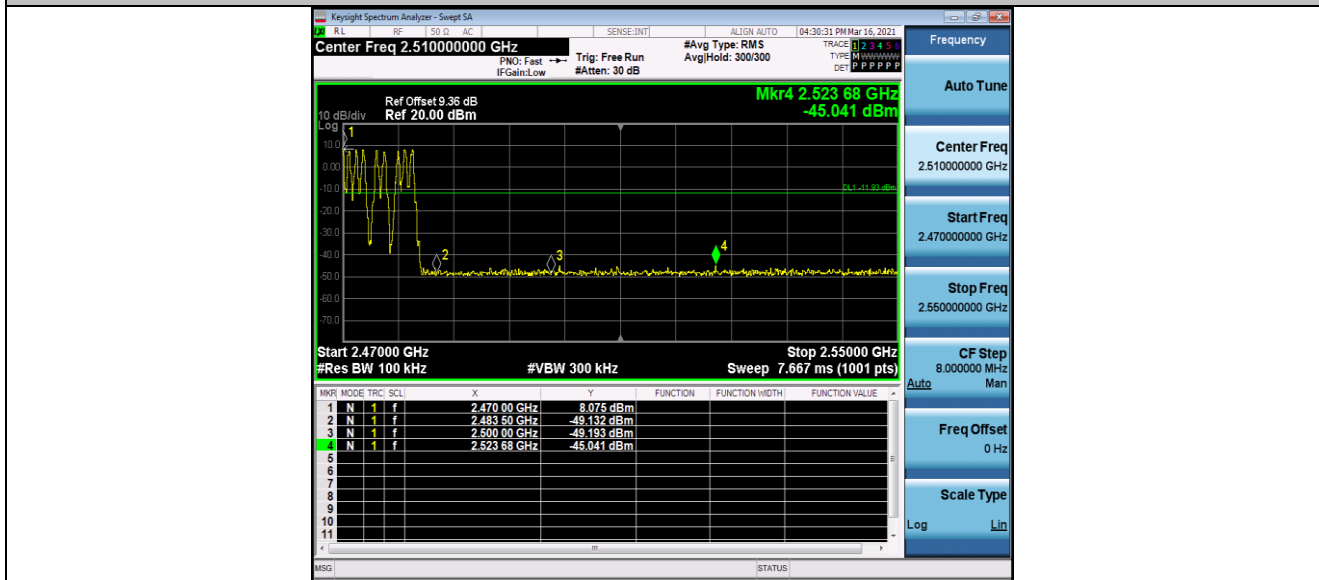 Keysight Spectrum Analyzer - Swept SA
RL RF 50 Ω AC SENSE:INT ALIGN AUTO 04:30:31 PM Mar 16, 2021
Center Freq 2.510000000 GHz
PNO: Fast
IFGain:Low
Trig: Free Run
#Atten: 30 dB
#Avg Type: RMS
Avg|Hold: 300/300
TRACE 1 2 3 4 5 6
TYPE M WWWWW
DET P P P P P P
Mkr4 2.523 68 GHz
-45.041 dBm
Ref Offset 9.36 dB
10 dB/div Ref 20.00 dBm
Log
1
10.0
0.00
-10.0
DL1 -11.93 dBm
-20.0
-30.0
-40.0
2
3
4
-50.0
-60.0
-70.0
Start 2.47000 GHz Stop 2.55000 GHz
#Res BW 100 kHz #VBW 300 kHz Sweep 7.667 ms (1001 pts)
MKR MODE TRC SCL X Y FUNCTION FUNCTION WIDTH FUNCTION VALUE
1 N 1 f 2.470 00 GHz 8.075 dBm
2 N 1 f 2.483 50 GHz -49.132 dBm
3 N 1 f 2.500 00 GHz -49.193 dBm
4 N 1 f 2.523 68 GHz -45.041 dBm
5
6
7
8
9
10
11
MSG STATUS
Frequency
Auto Tune
Center Freq
2.510000000 GHz
Start Freq
2.470000000 GHz
Stop Freq
2.550000000 GHz
CF Step
8.000000 MHz
Auto Man
Freq Offset
0 Hz
Scale Type
Log Lin